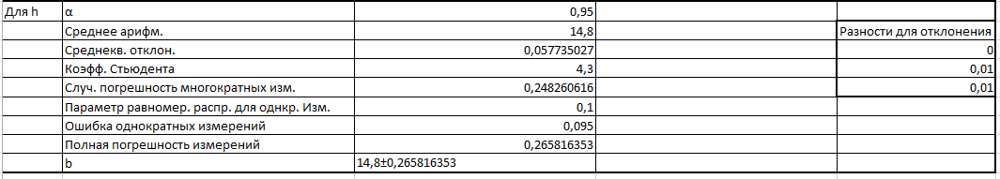 Для h α 0,95
Среднее арифм. 14,8 Разности для отклонения
Среднекв. отклон. 0,057735027 0
Коэфф. Стьюдента 4,3 0,01
Случ. погрешность многократных изм. 0,248260616 0,01
Параметр равномер. распр. для однкр. Изм. 0,1
Ошибка однократных измерений 0,095
Полная погрешность измерений 0,265816353
b 14,8±0,265816353